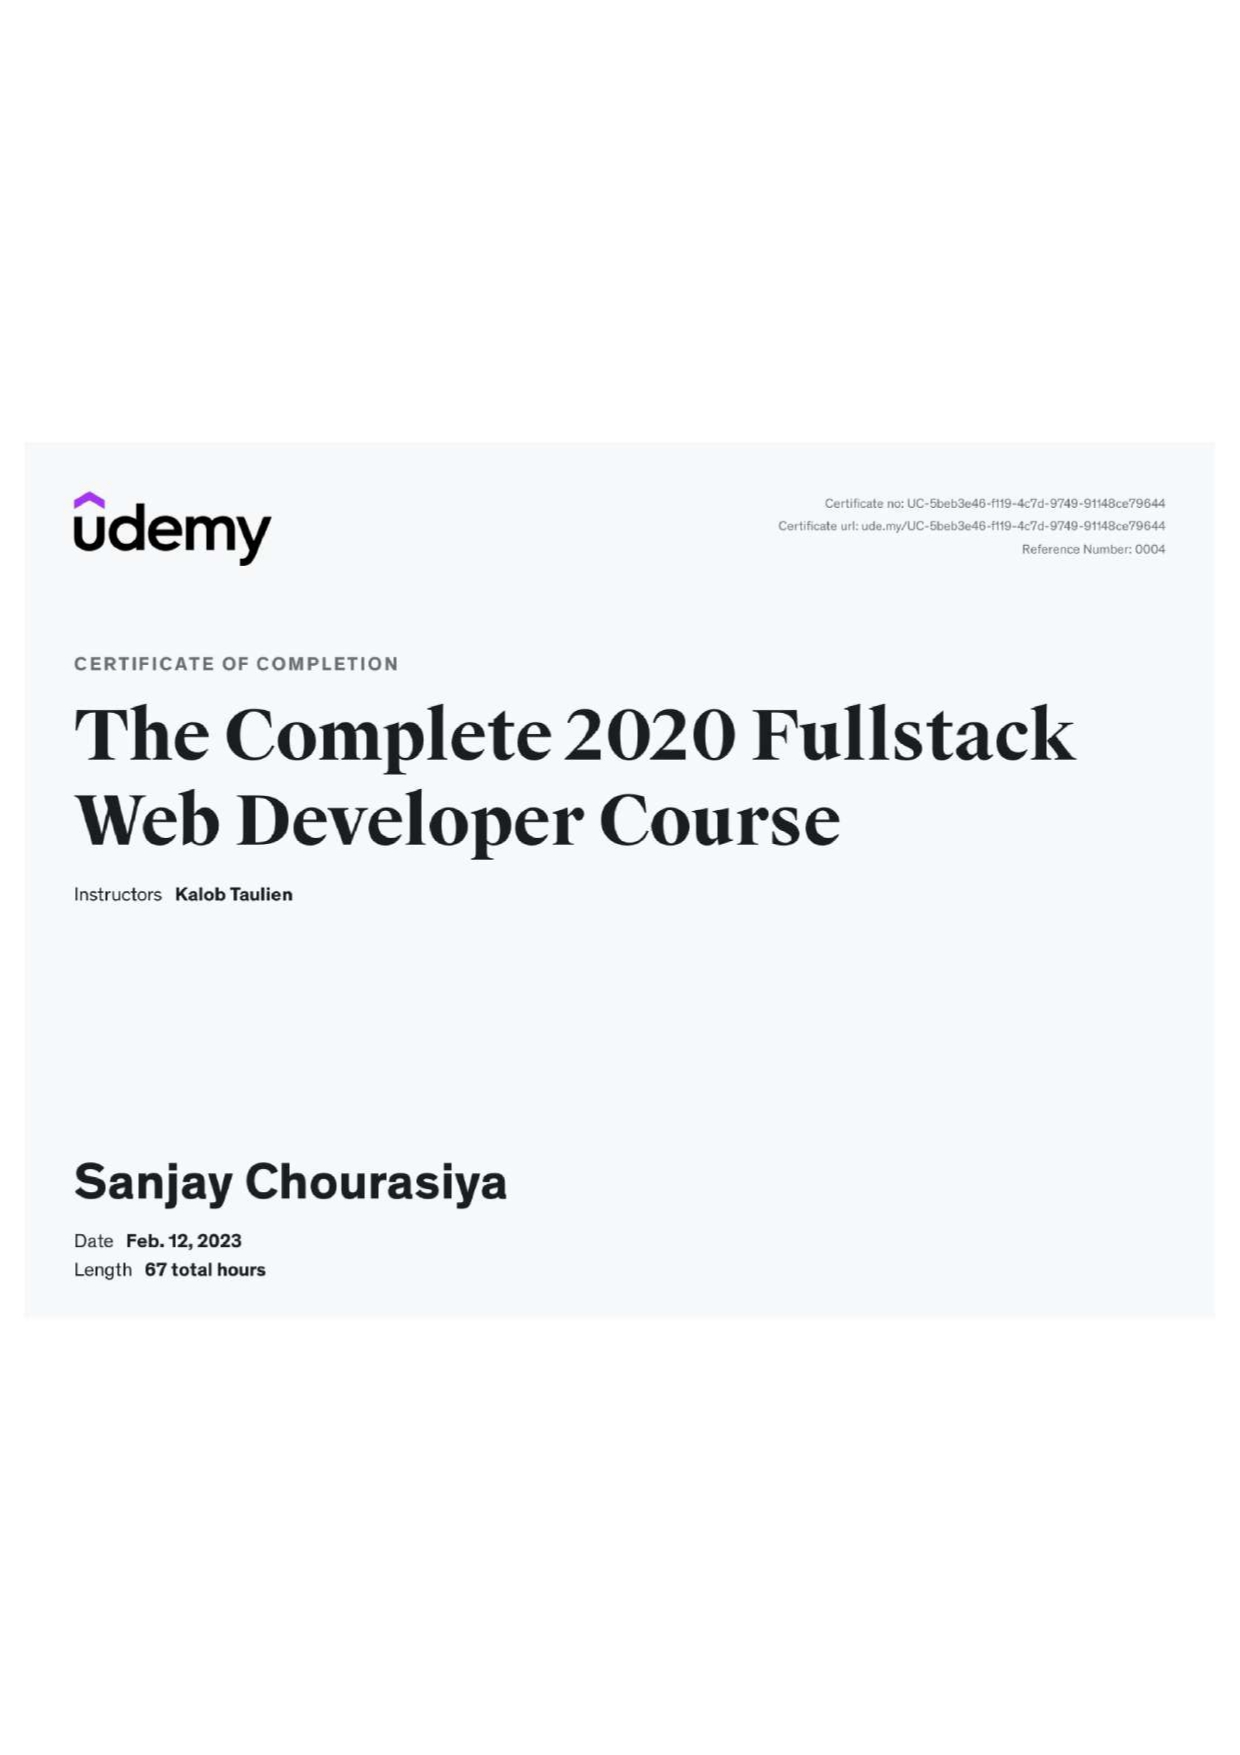 udemy
Certificate no: UC-5beb3e46-f119-4c7d-9749-91148ce79644
Certificate url: ude.my/UC-5beb3e46-f119-4c7d-9749-91148ce79644
Reference Number: 0004
CERTIFICATE OF COMPLETION
The Complete 2020 Fullstack
Web Developer Course
Instructors Kalob Taulien
Sanjay Chourasiya
Date Feb. 12, 2023
Length 67 total hours